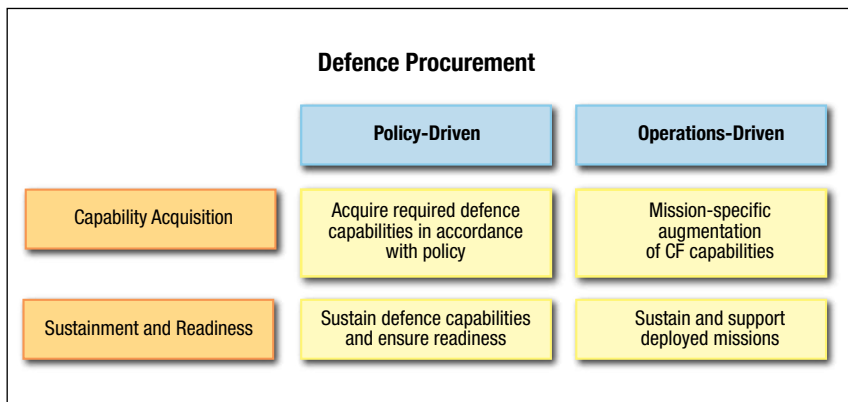 Defence Procurement
Policy-Driven
Operations-Driven
Capability Acquisition
Acquire required defence
capabilities in accordance
with policy
Mission-specific
augmentation
of CF capabilities
Sustainment and Readiness
Sustain defence capabilities
and ensure readiness
Sustain and support
deployed missions